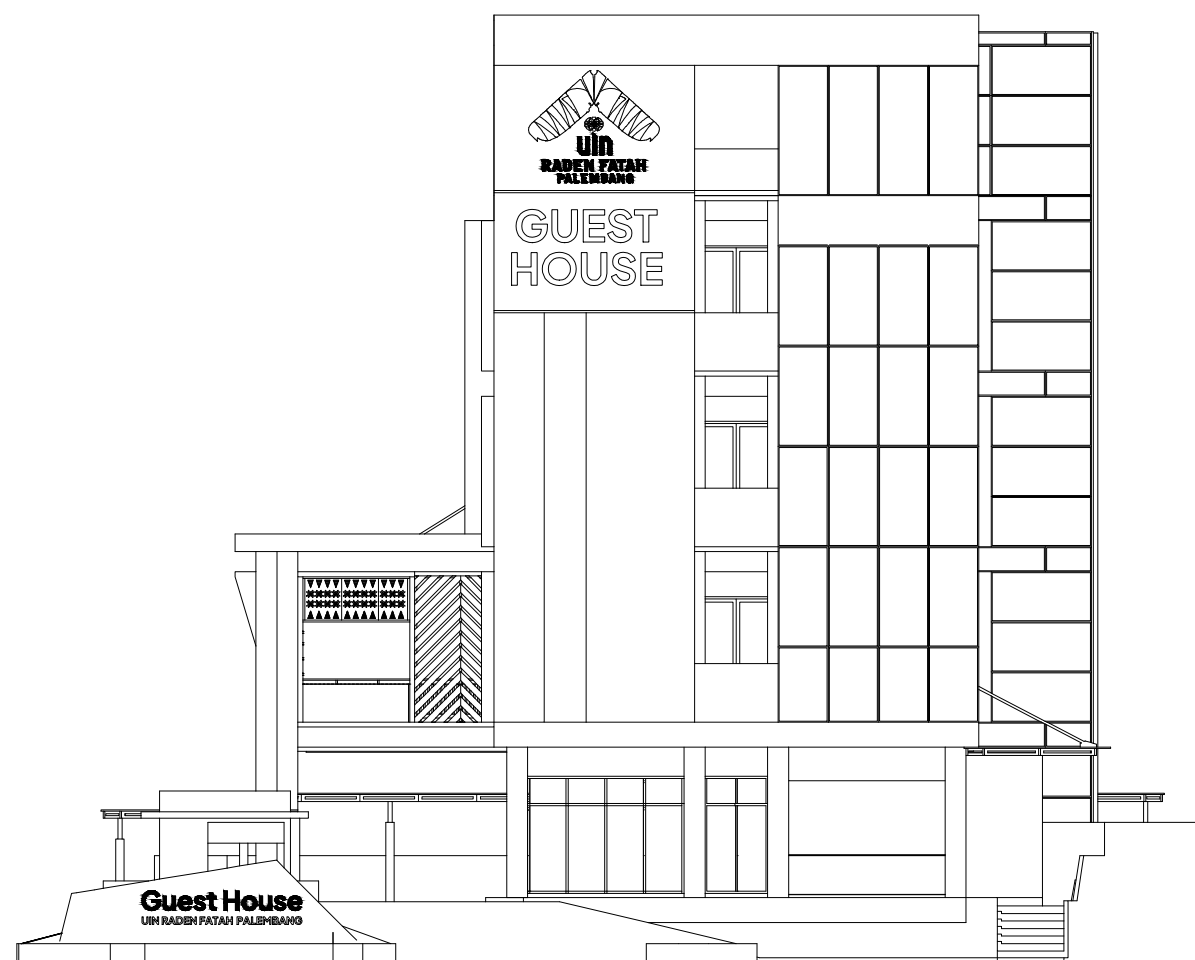 uin
RADEN FATAH
PALEMBANG
GUEST
HOUSE
Guest House
UIN RADEN FATAH PALEMBANG